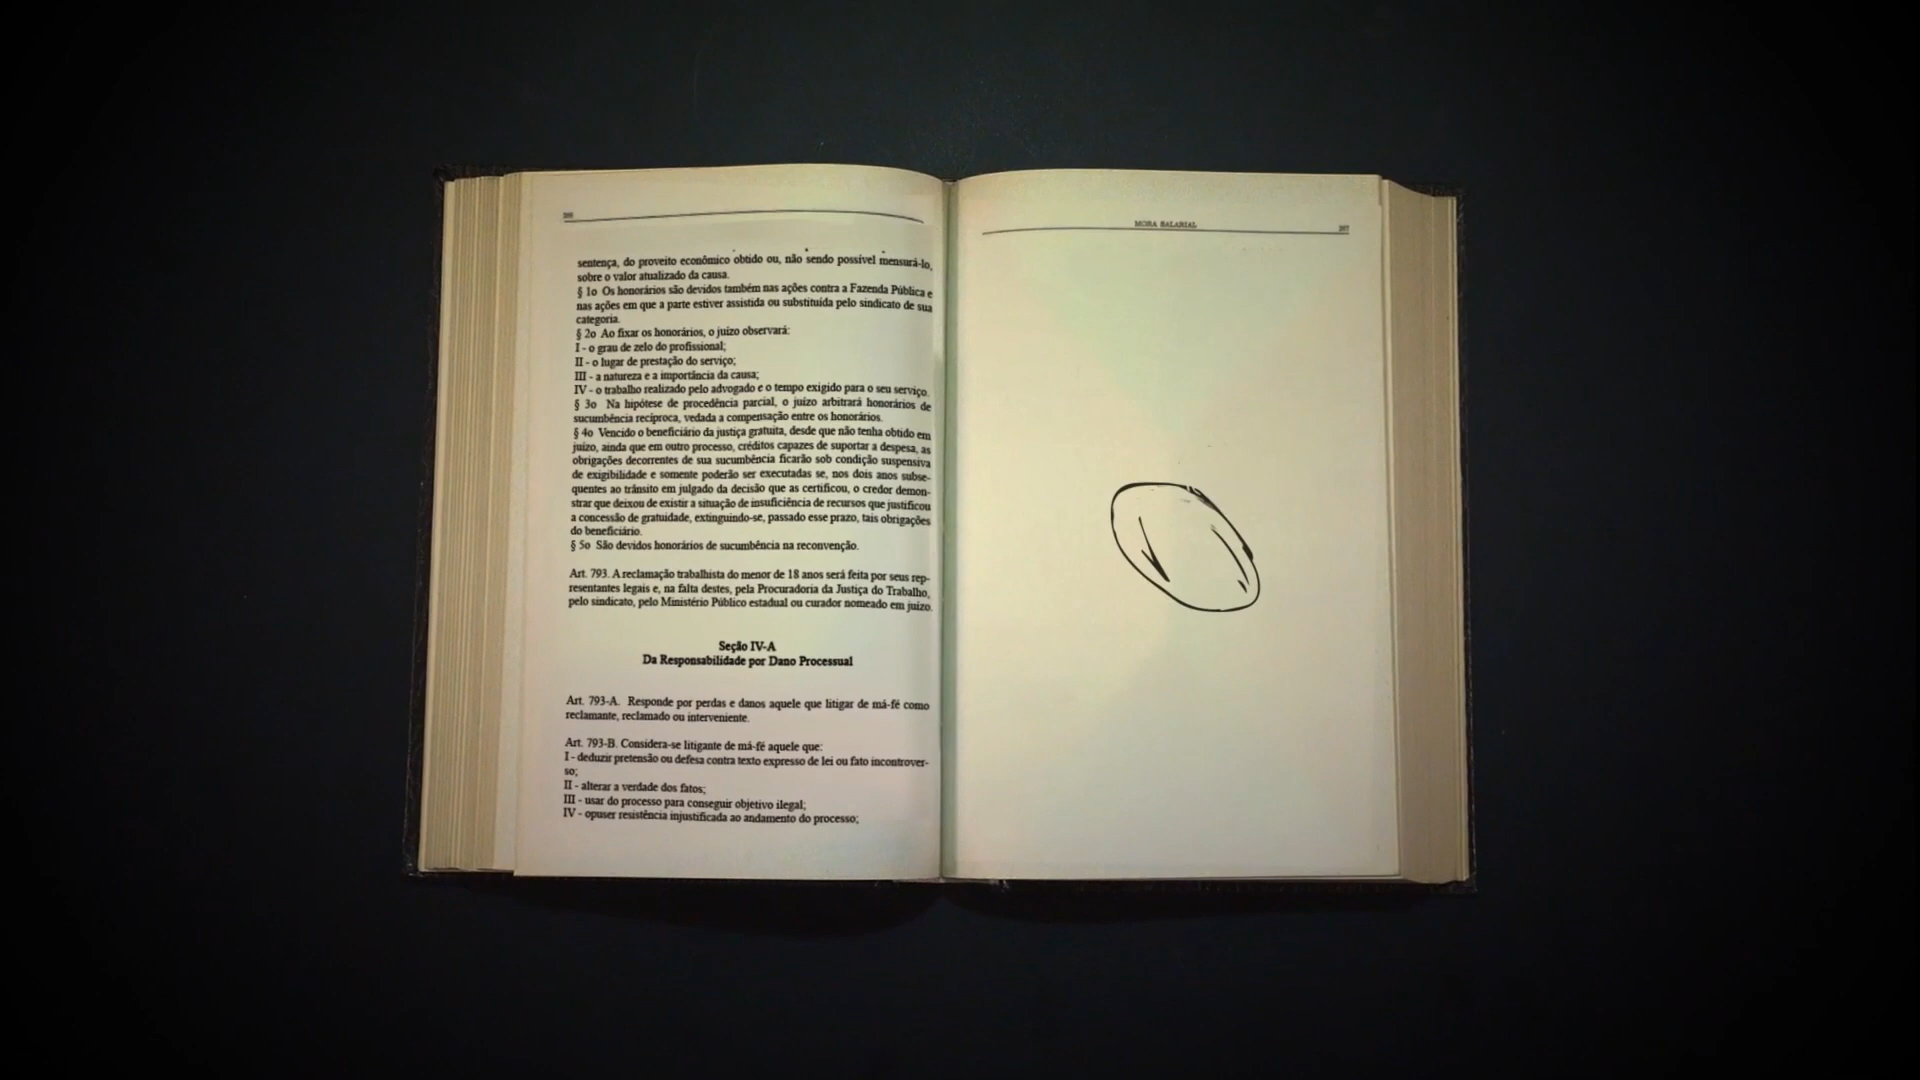 266
sentença, do proveito econômico obtido ou, não sendo possível mensurá-lo,
sobre o valor atualizado da causa.
§ 1o Os honorários são devidos também nas ações contra a Fazenda Pública e
nas ações em que a parte estiver assistida ou substituída pelo sindicato de sua
categoria.
§ 2o Ao fixar os honorários, o juízo observará:
I - o grau de zelo do profissional;
II - o lugar de prestação do serviço;
III - a natureza e a importância da causa;
IV - o trabalho realizado pelo advogado e o tempo exigido para o seu serviço.
§ 3o Na hipótese de procedência parcial, o juízo arbitrará honorários de
sucumbência recíproca, vedada a compensação entre os honorários.
§ 4o Vencido o beneficiário da justiça gratuita, desde que não tenha obtido em
juízo, ainda que em outro processo, créditos capazes de suportar a despesa, as
obrigações decorrentes de sua sucumbência ficarão sob condição suspensiva
de exigibilidade e somente poderão ser executadas se, nos dois anos subse-
quentes ao trânsito em julgado da decisão que as certificou, o credor demon-
strar que deixou de existir a situação de insuficiência de recursos que justificou
a concessão de gratuidade, extinguindo-se, passado esse prazo, tais obrigações
do beneficiário.
§ 5o São devidos honorários de sucumbência na reconvenção.
Art. 793. A reclamação trabalhista do menor de 18 anos será feita por seus rep-
resentantes legais e, na falta destes, pela Procuradoria da Justiça do Trabalho,
pelo sindicato, pelo Ministério Público estadual ou curador nomeado em juízo.
Seção IV-A
Da Responsabilidade por Dano Processual
Art. 793-A. Responde por perdas e danos aquele que litigar de má-fé como
reclamante, reclamado ou interveniente.
Art. 793-B. Considera-se litigante de má-fé aquele que:
I - deduzir pretensão ou defesa contra texto expresso de lei ou fato incontrover-
so;
II - alterar a verdade dos fatos;
III - usar do processo para conseguir objetivo ilegal;
IV - opuser resistência injustificada ao andamento do processo;
MORA SALARIAL
267